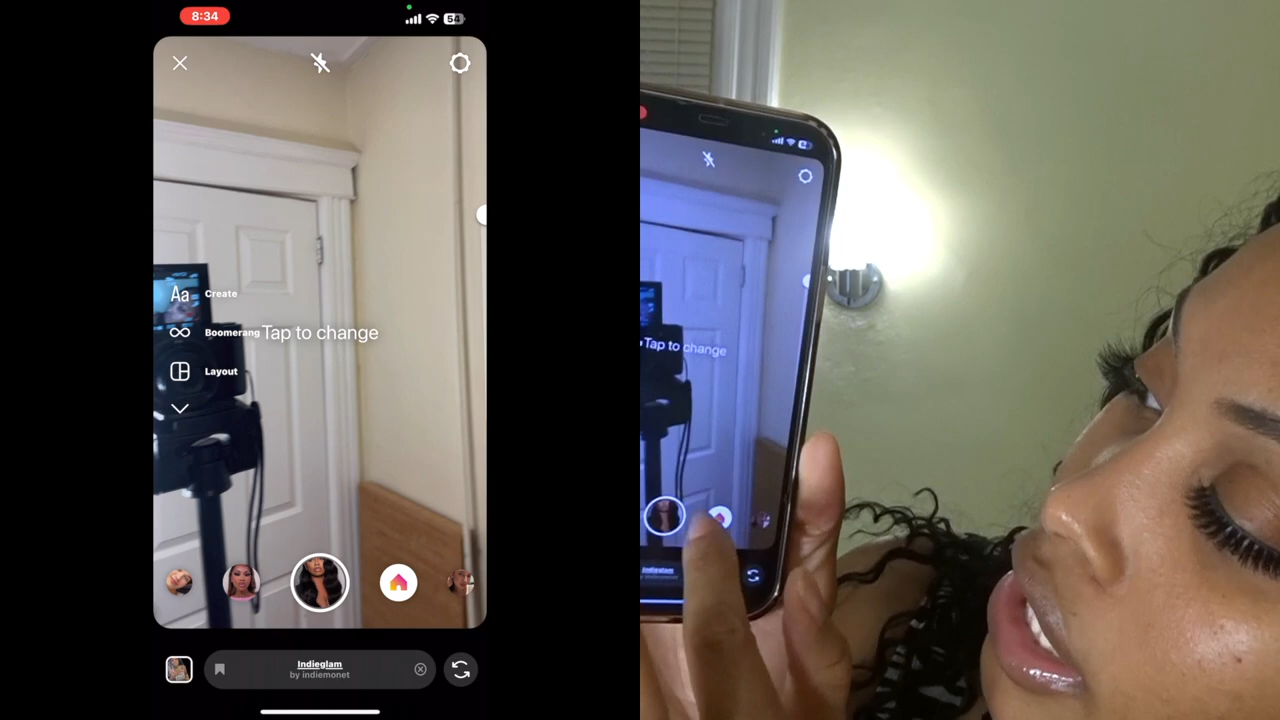 8:34
54
Aa Create
Boomerang
Tap to change
Layout
Indieglam
by indiemonet
Tap to change
Indieglam